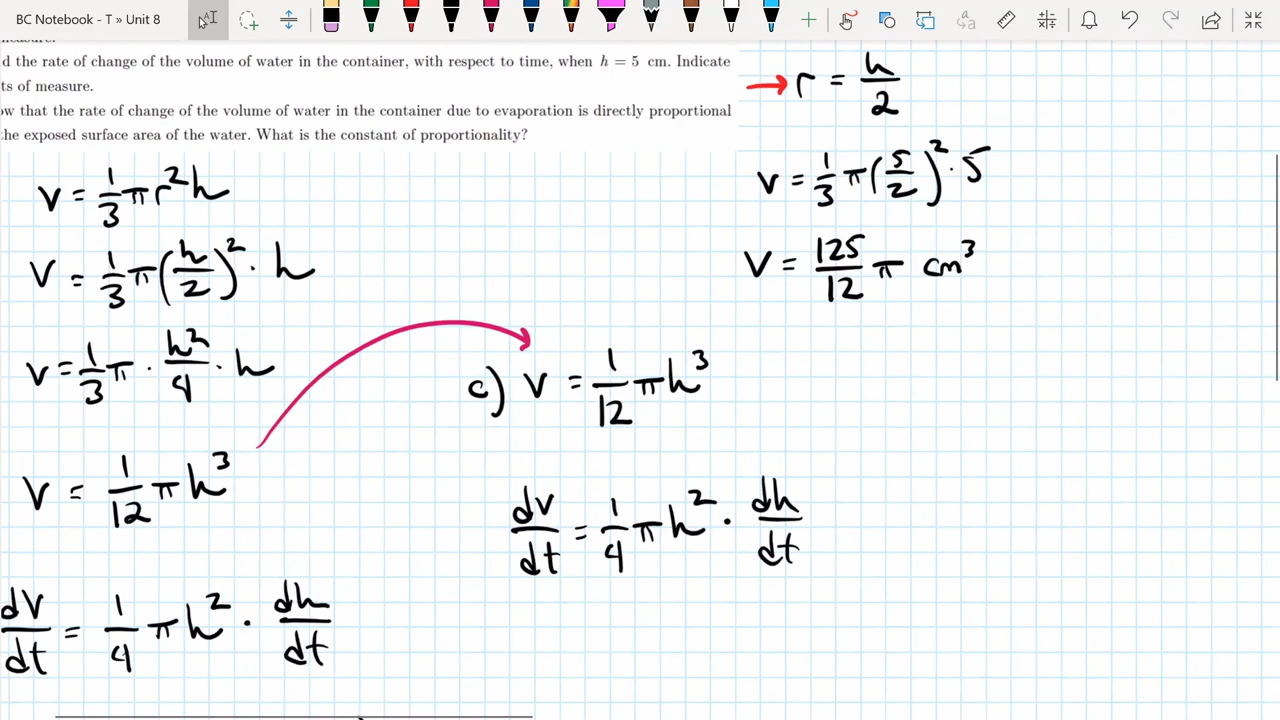 BC Notebook - T » Unit 8
d the rate of change of the volume of water in the container, with respect to time, when h = 5 cm. Indicate
ts of measure.
ow that the rate of change of the volume of water in the container due to evaporation is directly proportional
he exposed surface area of the water. What is the constant of proportionality?
r = h/2
V = 1/3 πr²h
V = 1/3 π(5/2)² · 5
V = 1/3 π(h/2)² · h
V = 125/12 π cm³
V = 1/3 π · h²/4 · h
c) V = 1/12 πh³
V = 1/12 πh³
dV/dt = 1/4 πh² · dh/dt
dV/dt = 1/4 πh² · dh/dt